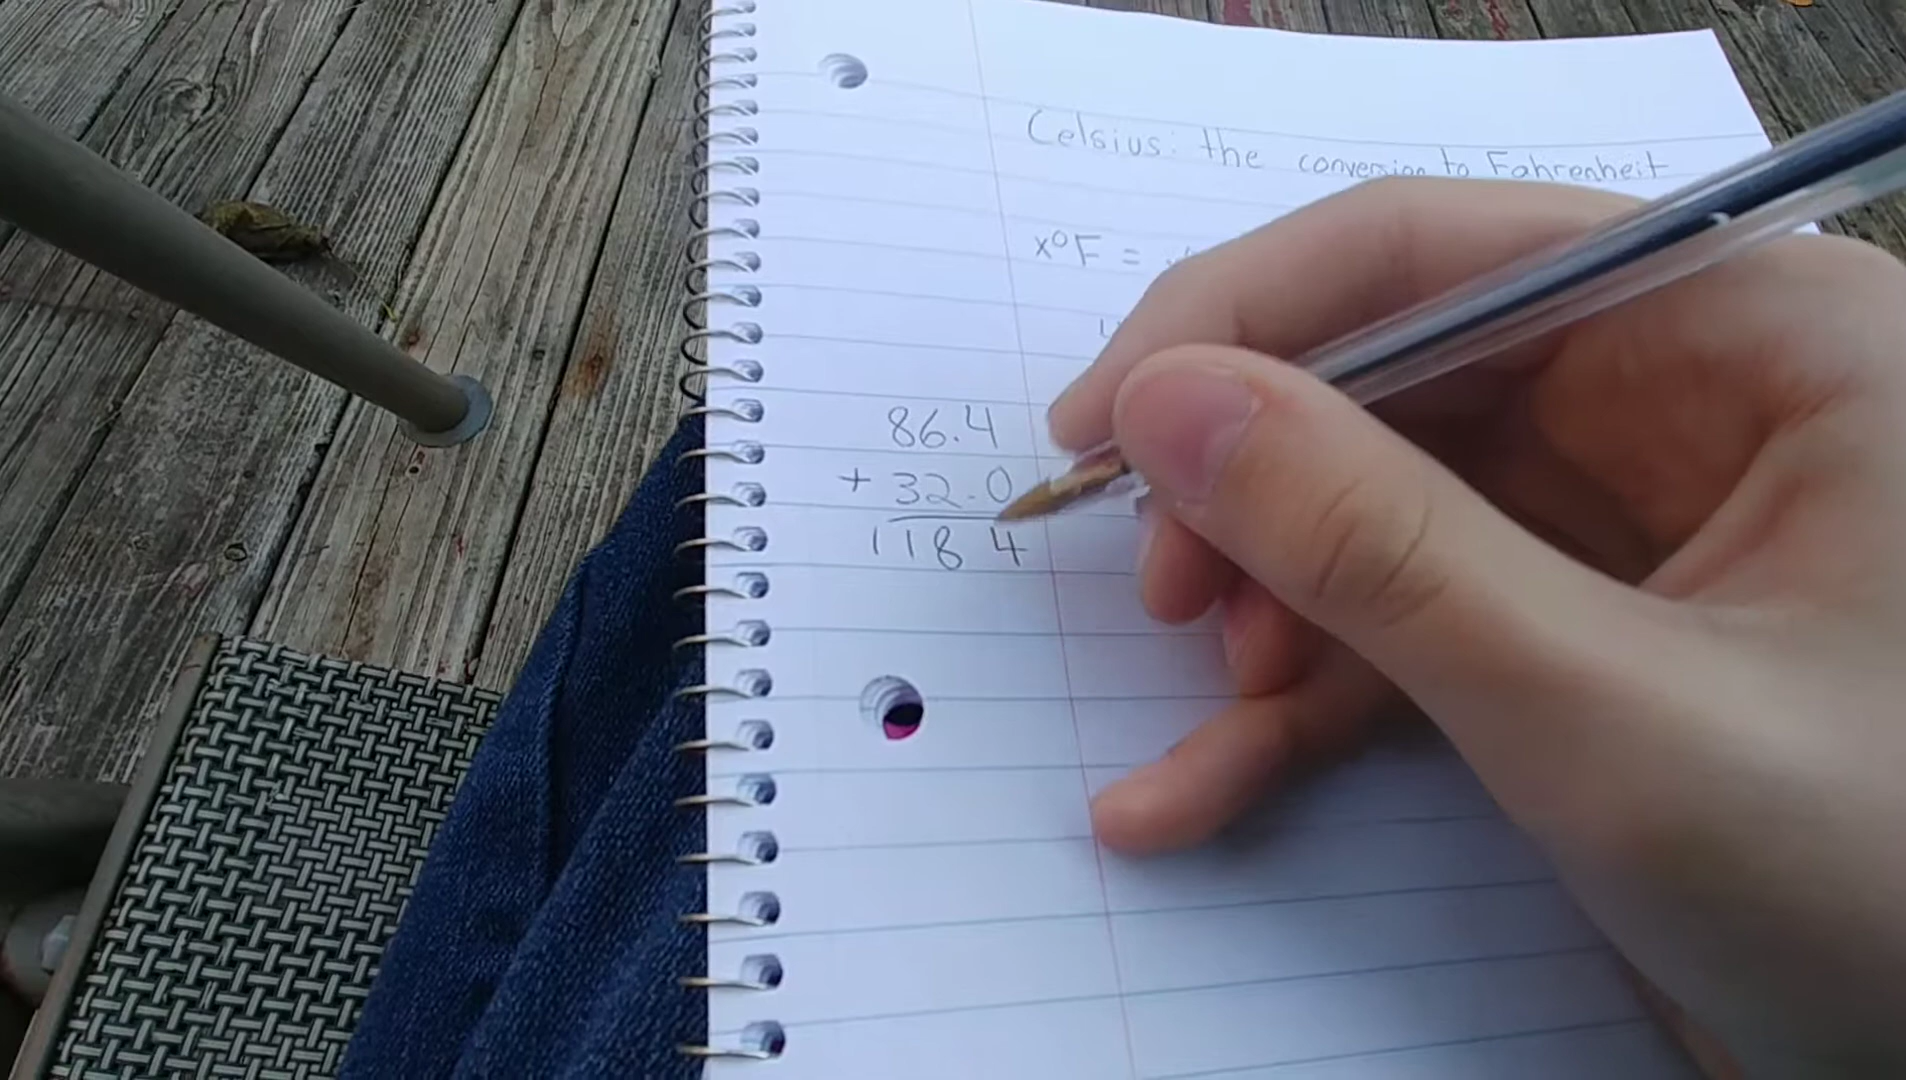 Celsius: the conversion to Fahrenheit
x°F =
86.4
+ 32.0
118 4